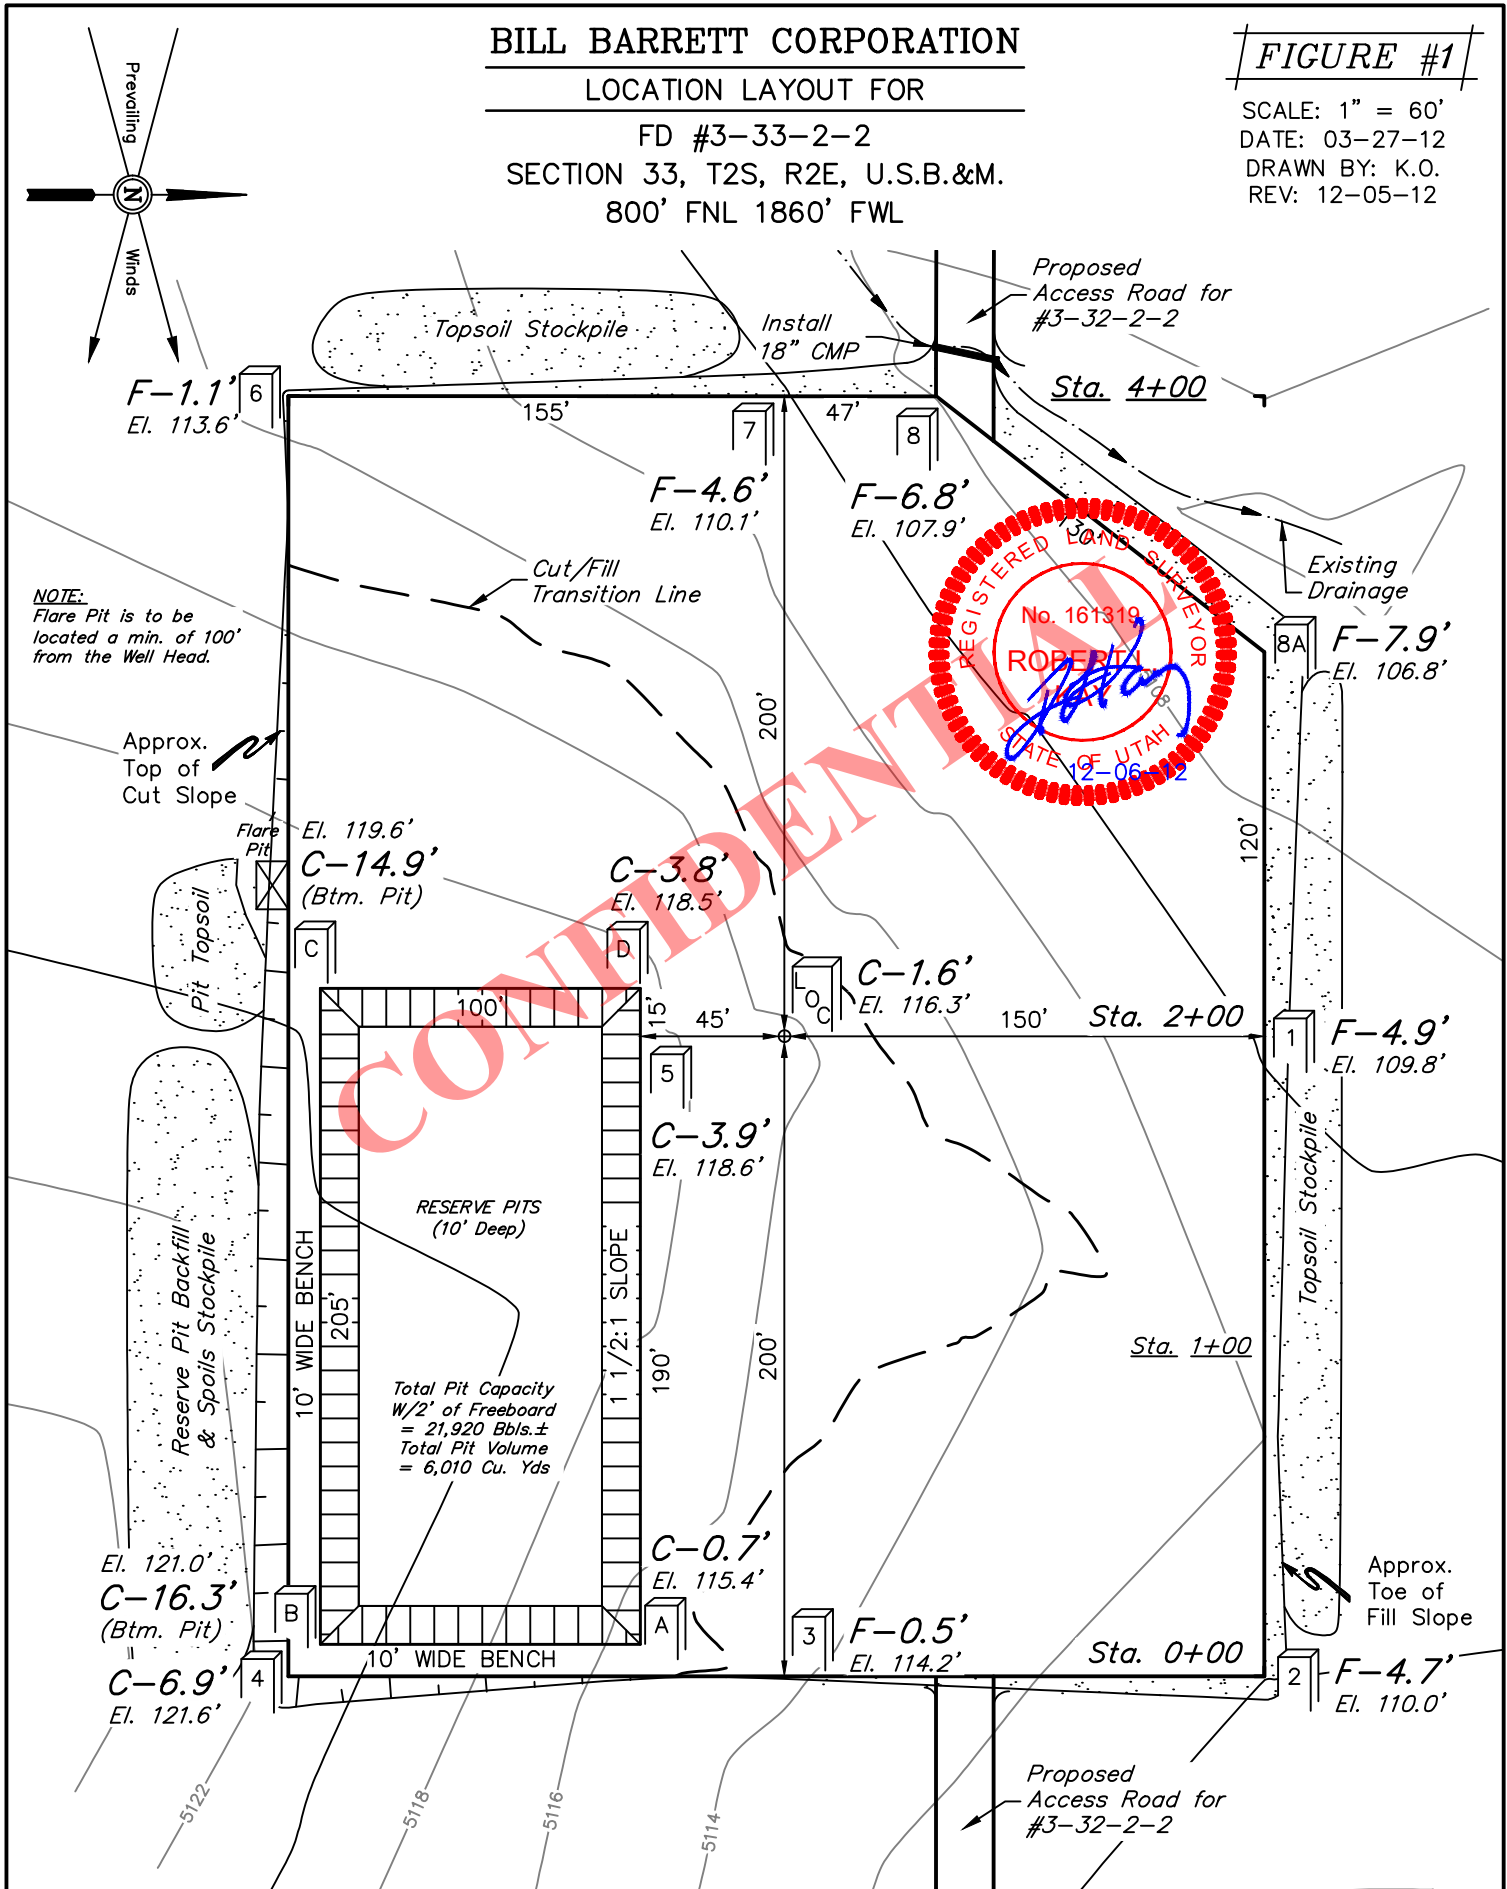 BILL BARRETT CORPORATION
LOCATION LAYOUT FOR
FD #3-33-2-2
SECTION 33, T2S, R2E, U.S.B.&M.
800' FNL 1860' FWL
FIGURE #1
SCALE: 1" = 60'
DATE: 03-27-12
DRAWN BY: K.O.
REV: 12-05-12
Prevailing
N
Winds
Topsoil Stockpile
Install
18" CMP
Proposed
Access Road for
#3-32-2-2
Sta. 4+00
F-1.1'
El. 113.6'
6
155'
47'
7
8
F-4.6'
El. 110.1'
F-6.8'
El. 107.9'
130'
Cut/Fill
Transition Line
Existing
Drainage
NOTE:
Flare Pit is to be
located a min. of 100'
from the Well Head.
REGISTERED LAND SURVEYOR
No. 161319
ROBERT L.
KAY
STATE OF UTAH
12-06-12
5108
8A
F-7.9'
El. 106.8'
200'
Approx.
Top of
Cut Slope
120'
Flare
Pit
El. 119.6'
C-14.9'
(Btm. Pit)
C-3.8'
El. 118.5'
CONFIDENTIAL
Pit Topsoil
C
D
LOC
C-1.6'
El. 116.3'
100'
15'
45'
150'
Sta. 2+00
1
F-4.9'
El. 109.8'
5
C-3.9'
El. 118.6'
RESERVE PITS
(10' Deep)
Reserve Pit Backfill
& Spoils Stockpile
10' WIDE BENCH
205'
1 1/2:1 SLOPE
190'
200'
Topsoil Stockpile
Sta. 1+00
Total Pit Capacity
W/2' of Freeboard
= 21,920 Bbls.±
Total Pit Volume
= 6,010 Cu. Yds
C-0.7'
El. 115.4'
El. 121.0'
C-16.3'
(Btm. Pit)
B
A
3
F-0.5'
El. 114.2'
Sta. 0+00
Approx.
Toe of
Fill Slope
10' WIDE BENCH
C-6.9'
El. 121.6'
4
2
F-4.7'
El. 110.0'
Proposed
Access Road for
#3-32-2-2
5122
5118
5116
5114